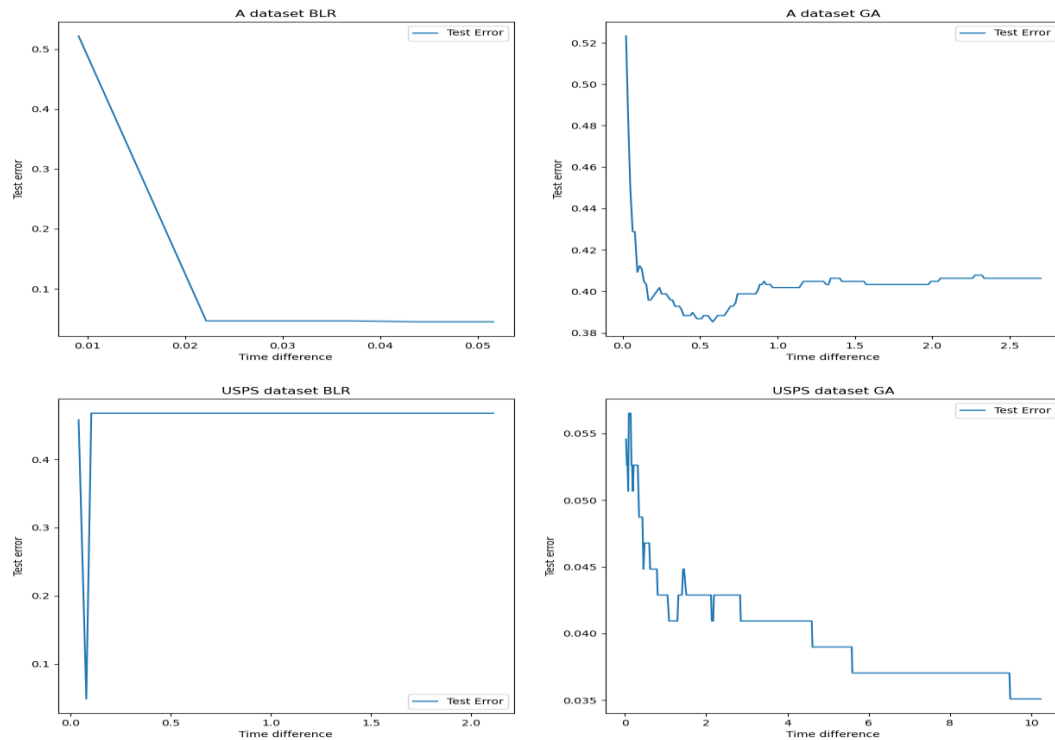 A dataset BLR
Test Error
0.5
0.4
0.3
0.2
0.1
Test error
0.01 0.02 0.03 0.04 0.05
Time difference
A dataset GA
Test Error
0.52
0.50
0.48
0.46
0.44
0.42
0.40
0.38
Test error
0.0 0.5 1.0 1.5 2.0 2.5
Time difference
USPS dataset BLR
0.4
0.3
0.2
0.1
Test error
Test Error
0.0 0.5 1.0 1.5 2.0
Time difference
USPS dataset GA
Test Error
0.055
0.050
0.045
0.040
0.035
Test error
0 2 4 6 8 10
Time difference